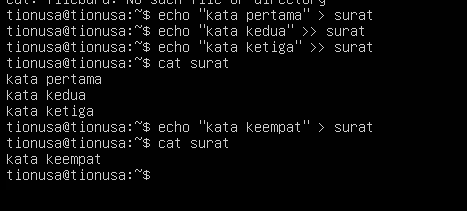 cat: filebaru: No such file or directory
tionusa@tionusa:~$ echo "kata pertama" > surat
tionusa@tionusa:~$ echo "kata kedua" >> surat
tionusa@tionusa:~$ echo "kata ketiga" >> surat
tionusa@tionusa:~$ cat surat
kata pertama
kata kedua
kata ketiga
tionusa@tionusa:~$ echo "kata keempat" > surat
tionusa@tionusa:~$ cat surat
kata keempat
tionusa@tionusa:~$